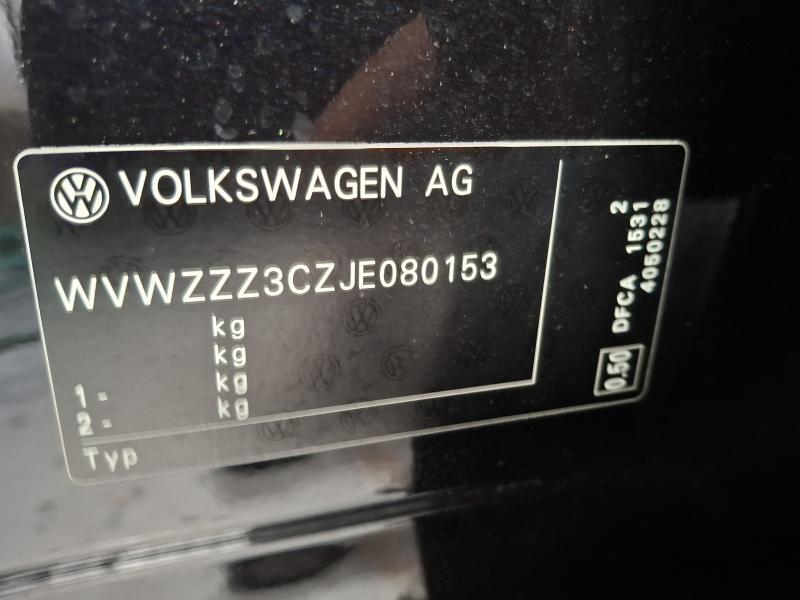 VOLKSWAGEN AG
WVWZZZ3CZJE080153
kg
kg
1- kg
2- kg
Typ
0.50 DFCA 1531 2
4050228